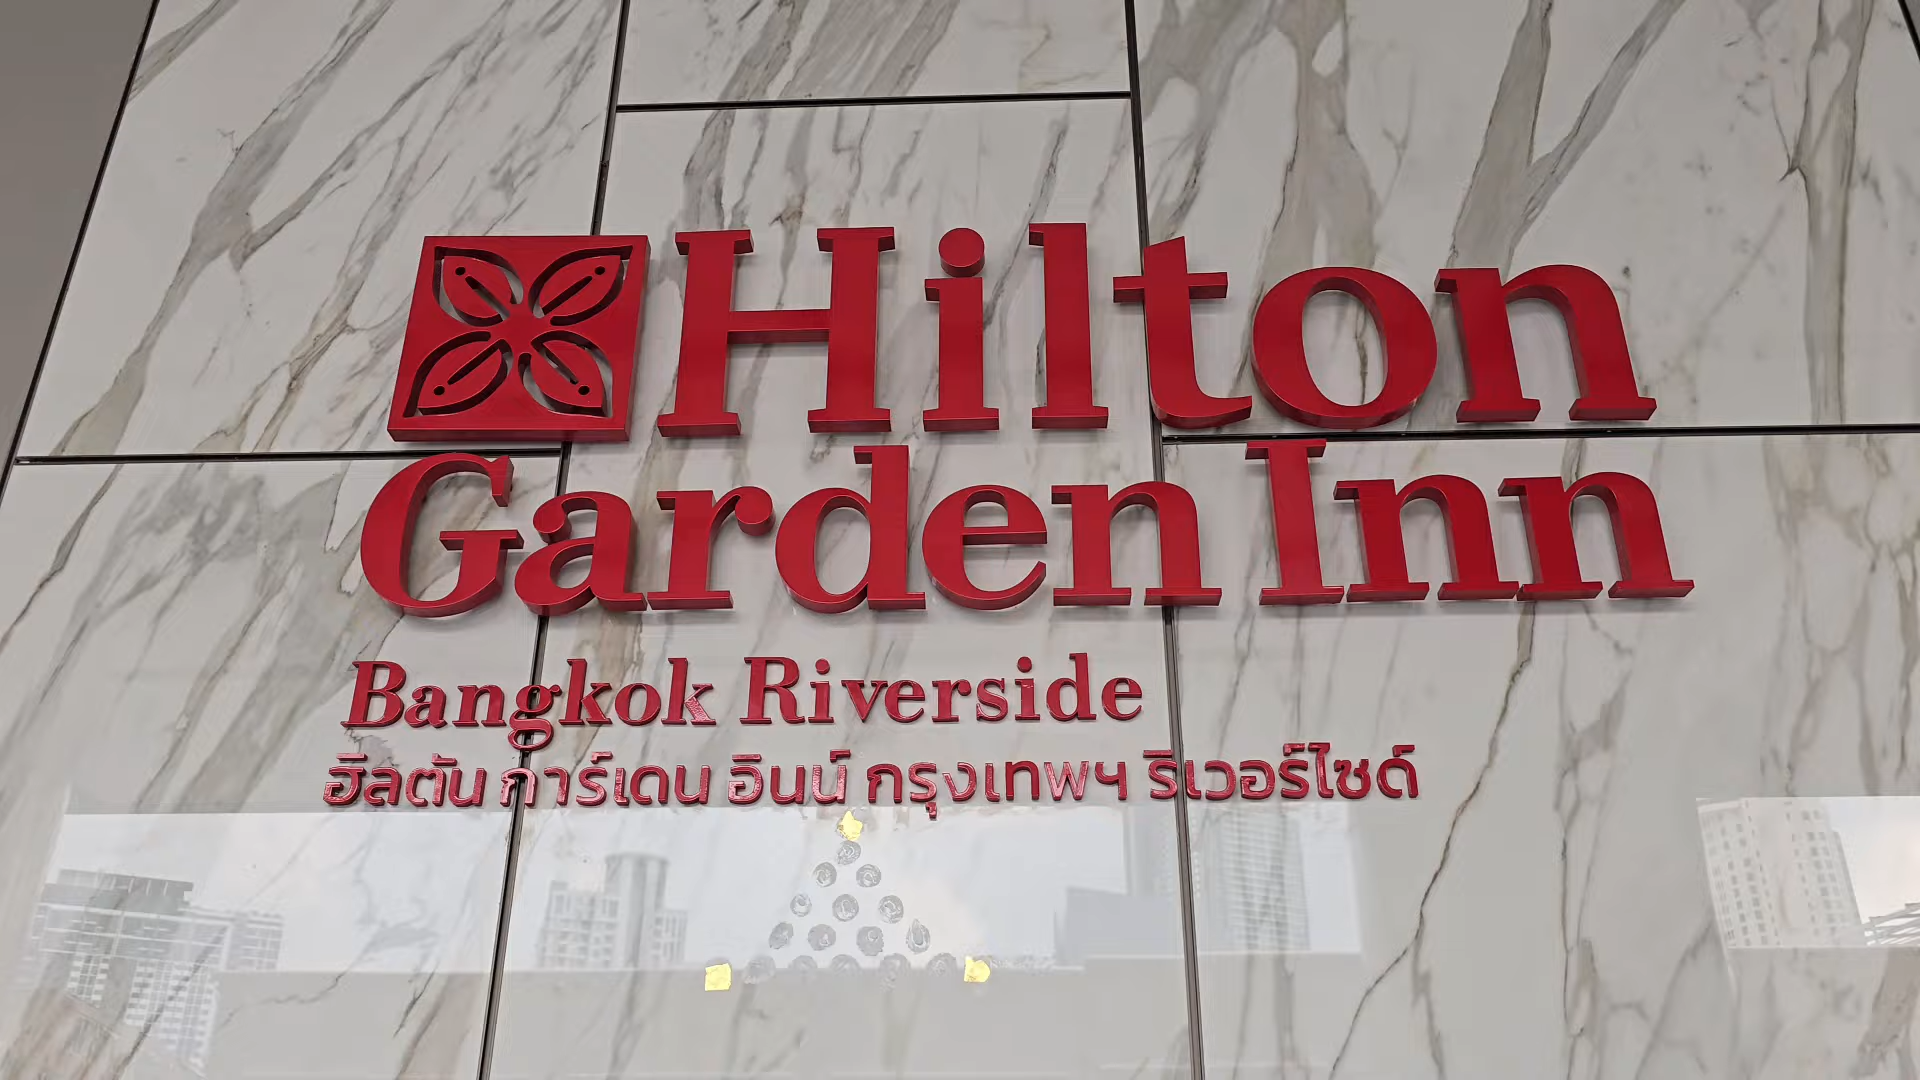 Hilton
Garden Inn
Bangkok Riverside
ฮิลตัน การ์เดน อินน์ กรุงเทพฯ ริเวอร์ไซด์